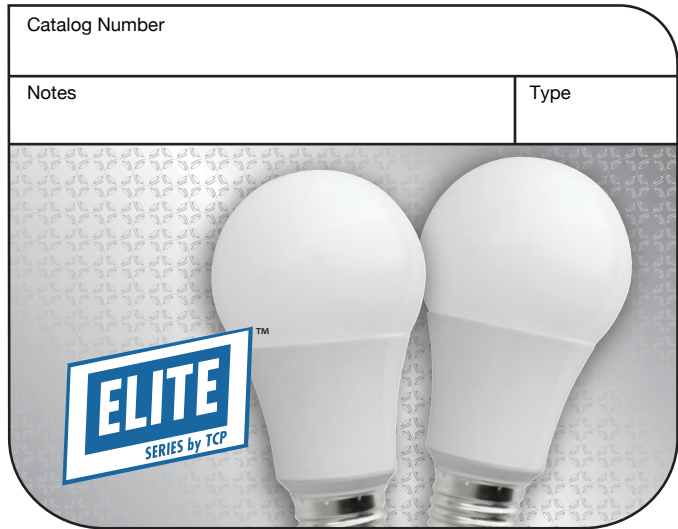 Catalog Number
Notes
Type
TM
ELITE
SERIES by TCP